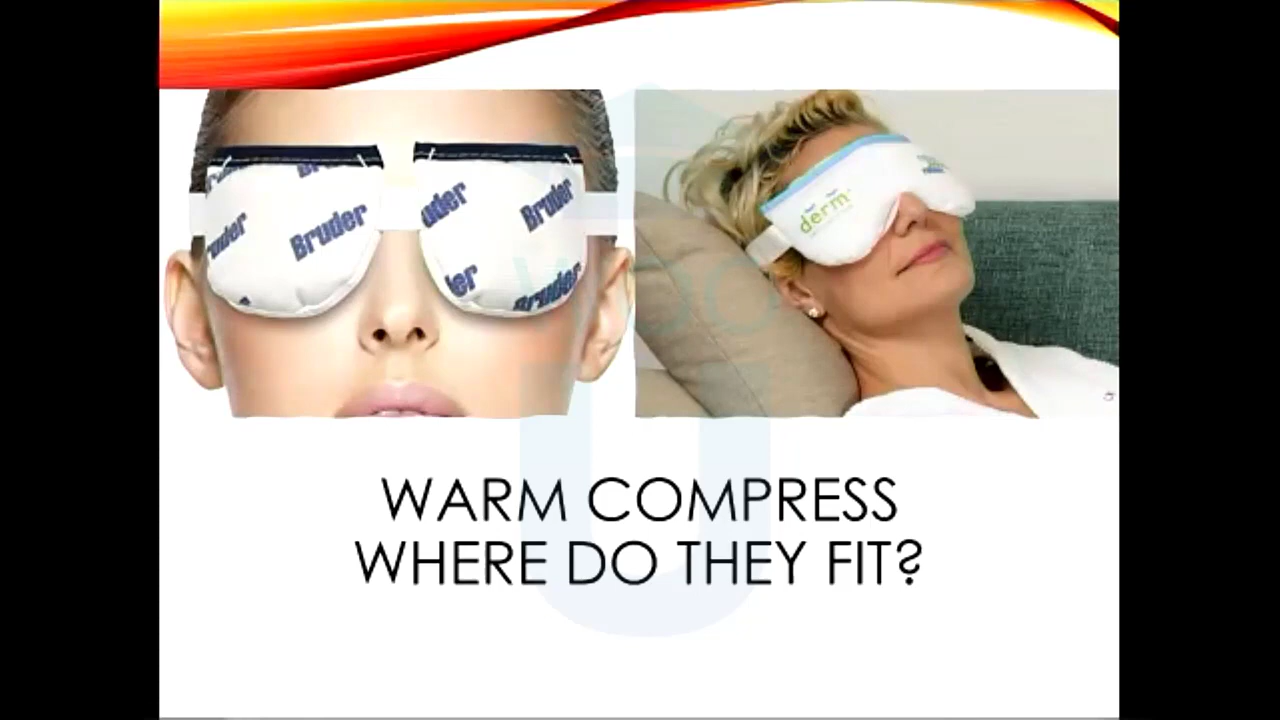 Bruder
Bruder
Bruder
derm
WARM COMPRESS
WHERE DO THEY FIT?